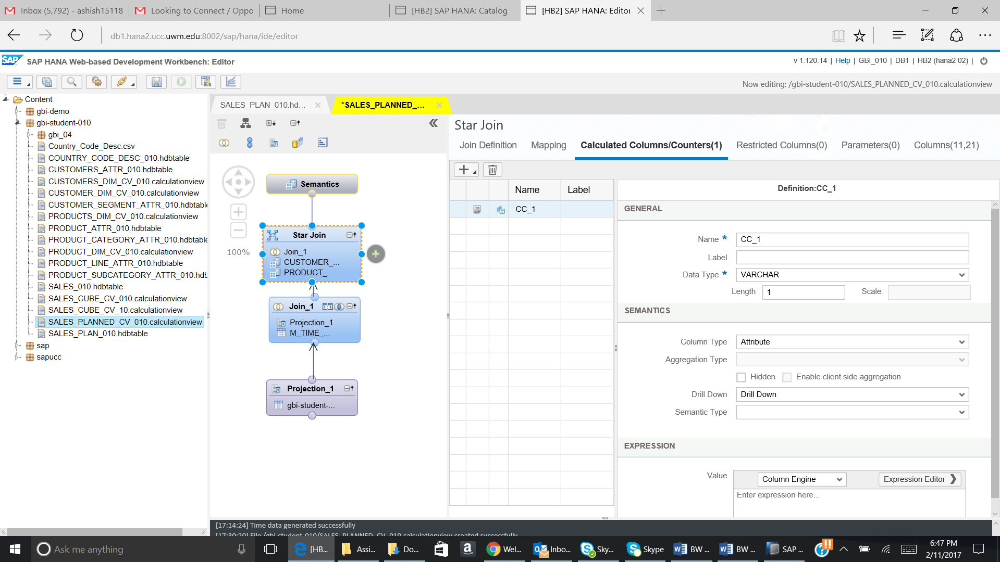 Inbox (5,792) - ashish15118
Looking to Connect / Oppo
Home
[HB2] SAP HANA: Catalog
[HB2] SAP HANA: Editor
db1.hana2.ucc.uwm.edu:8002/sap/hana/ide/editor
SAP
SAP HANA Web-based Development Workbench: Editor
v 1.120.14 | Help | GBI_010 | DB1 | HB2 (hana2 02) |
Now editing: /gbi-student-010/SALES_PLANNED_CV_010.calculationview
Content
gbi-demo
gbi-student-010
gbi_04
Country_Code_Desc.csv
COUNTRY_CODE_DESC_010.hdbtable
CUSTOMERS_ATTR_010.hdbtable
CUSTOMERS_DIM_CV_010.calculationview
CUSTOMER_DIM_CV_010.calculationview
CUSTOMER_SEGMENT_ATTR_010.hdbtable
PRODUCTS_DIM_CV_010.calculationview
PRODUCT_ATTR_010.hdbtable
PRODUCT_CATEGORY_ATTR_010.hdbtable
PRODUCT_DIM_CV_010.calculationview
PRODUCT_LINE_ATTR_010.hdbtable
PRODUCT_SUBCATEGORY_ATTR_010.hdb
SALES_010.hdbtable
SALES_CUBE_CV_010.calculationview
SALES_CUBE_CV_10.calculationview
SALES_PLANNED_CV_010.calculationview
SALES_PLAN_010.hdbtable
sap
sapucc
SALES_PLAN_010.hd...
*SALES_PLANNED_...
100%
Semantics
Star Join
Join_1
CUSTOMER_...
PRODUCT_...
Join_1
Projection_1
M_TIME_...
Projection_1
gbi-student-...
Star Join
Join Definition
Mapping
Calculated Columns/Counters(1)
Restricted Columns(0)
Parameters(0)
Columns(11,21)
Name
Label
CC_1
Definition:CC_1
GENERAL
Name * CC_1
Label
Data Type * VARCHAR
Length 1 Scale
SEMANTICS
Column Type Attribute
Aggregation Type
Hidden Enable client side aggregation
Drill Down Drill Down
Semantic Type
EXPRESSION
Value Column Engine Expression Editor
Enter expression here...
[17:14:24] Time data generated successfully
[17:30:20] File /gbi-student-010/SALES_PLANNED_CV_010.calculationview created successfully
Ask me anything
[HB...
Assi...
Do...
Wel...
Inbo...
Sky...
Skype
BW ...
BW ...
SAP ...
6:47 PM
2/11/2017